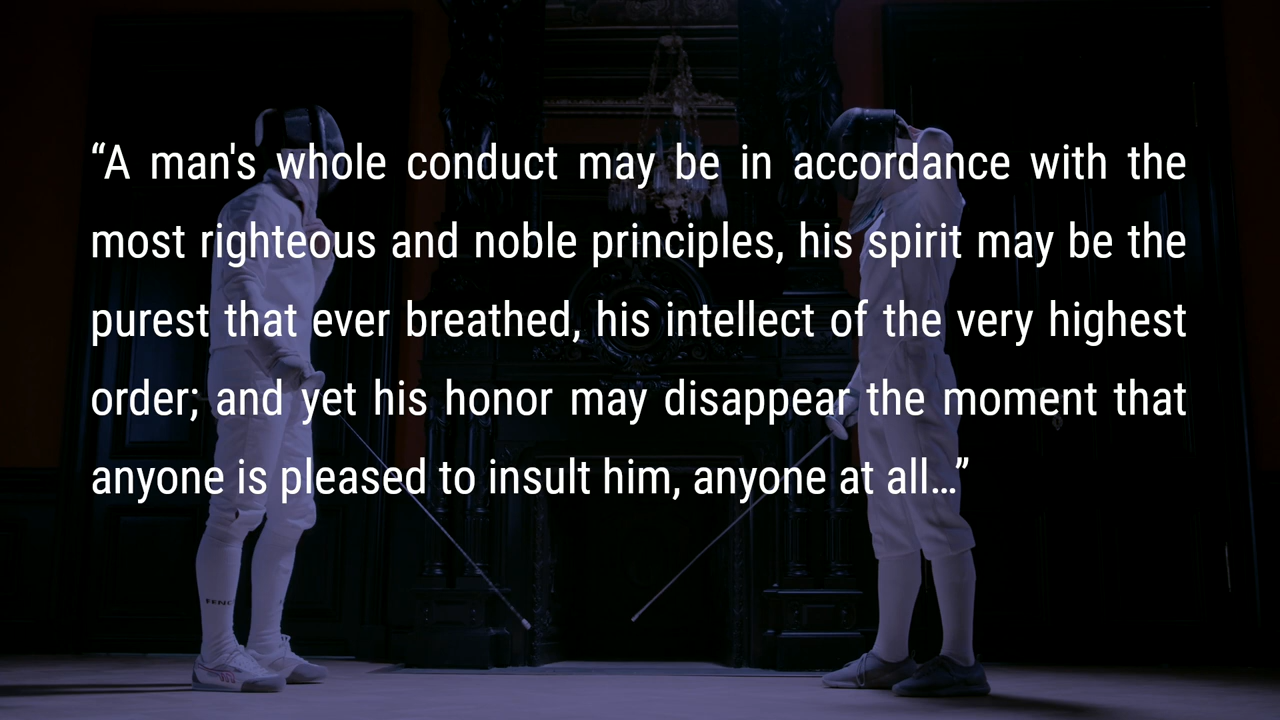 “A man's whole conduct may be in accordance with the
most righteous and noble principles, his spirit may be the
purest that ever breathed, his intellect of the very highest
order; and yet his honor may disappear the moment that
anyone is pleased to insult him, anyone at all…”